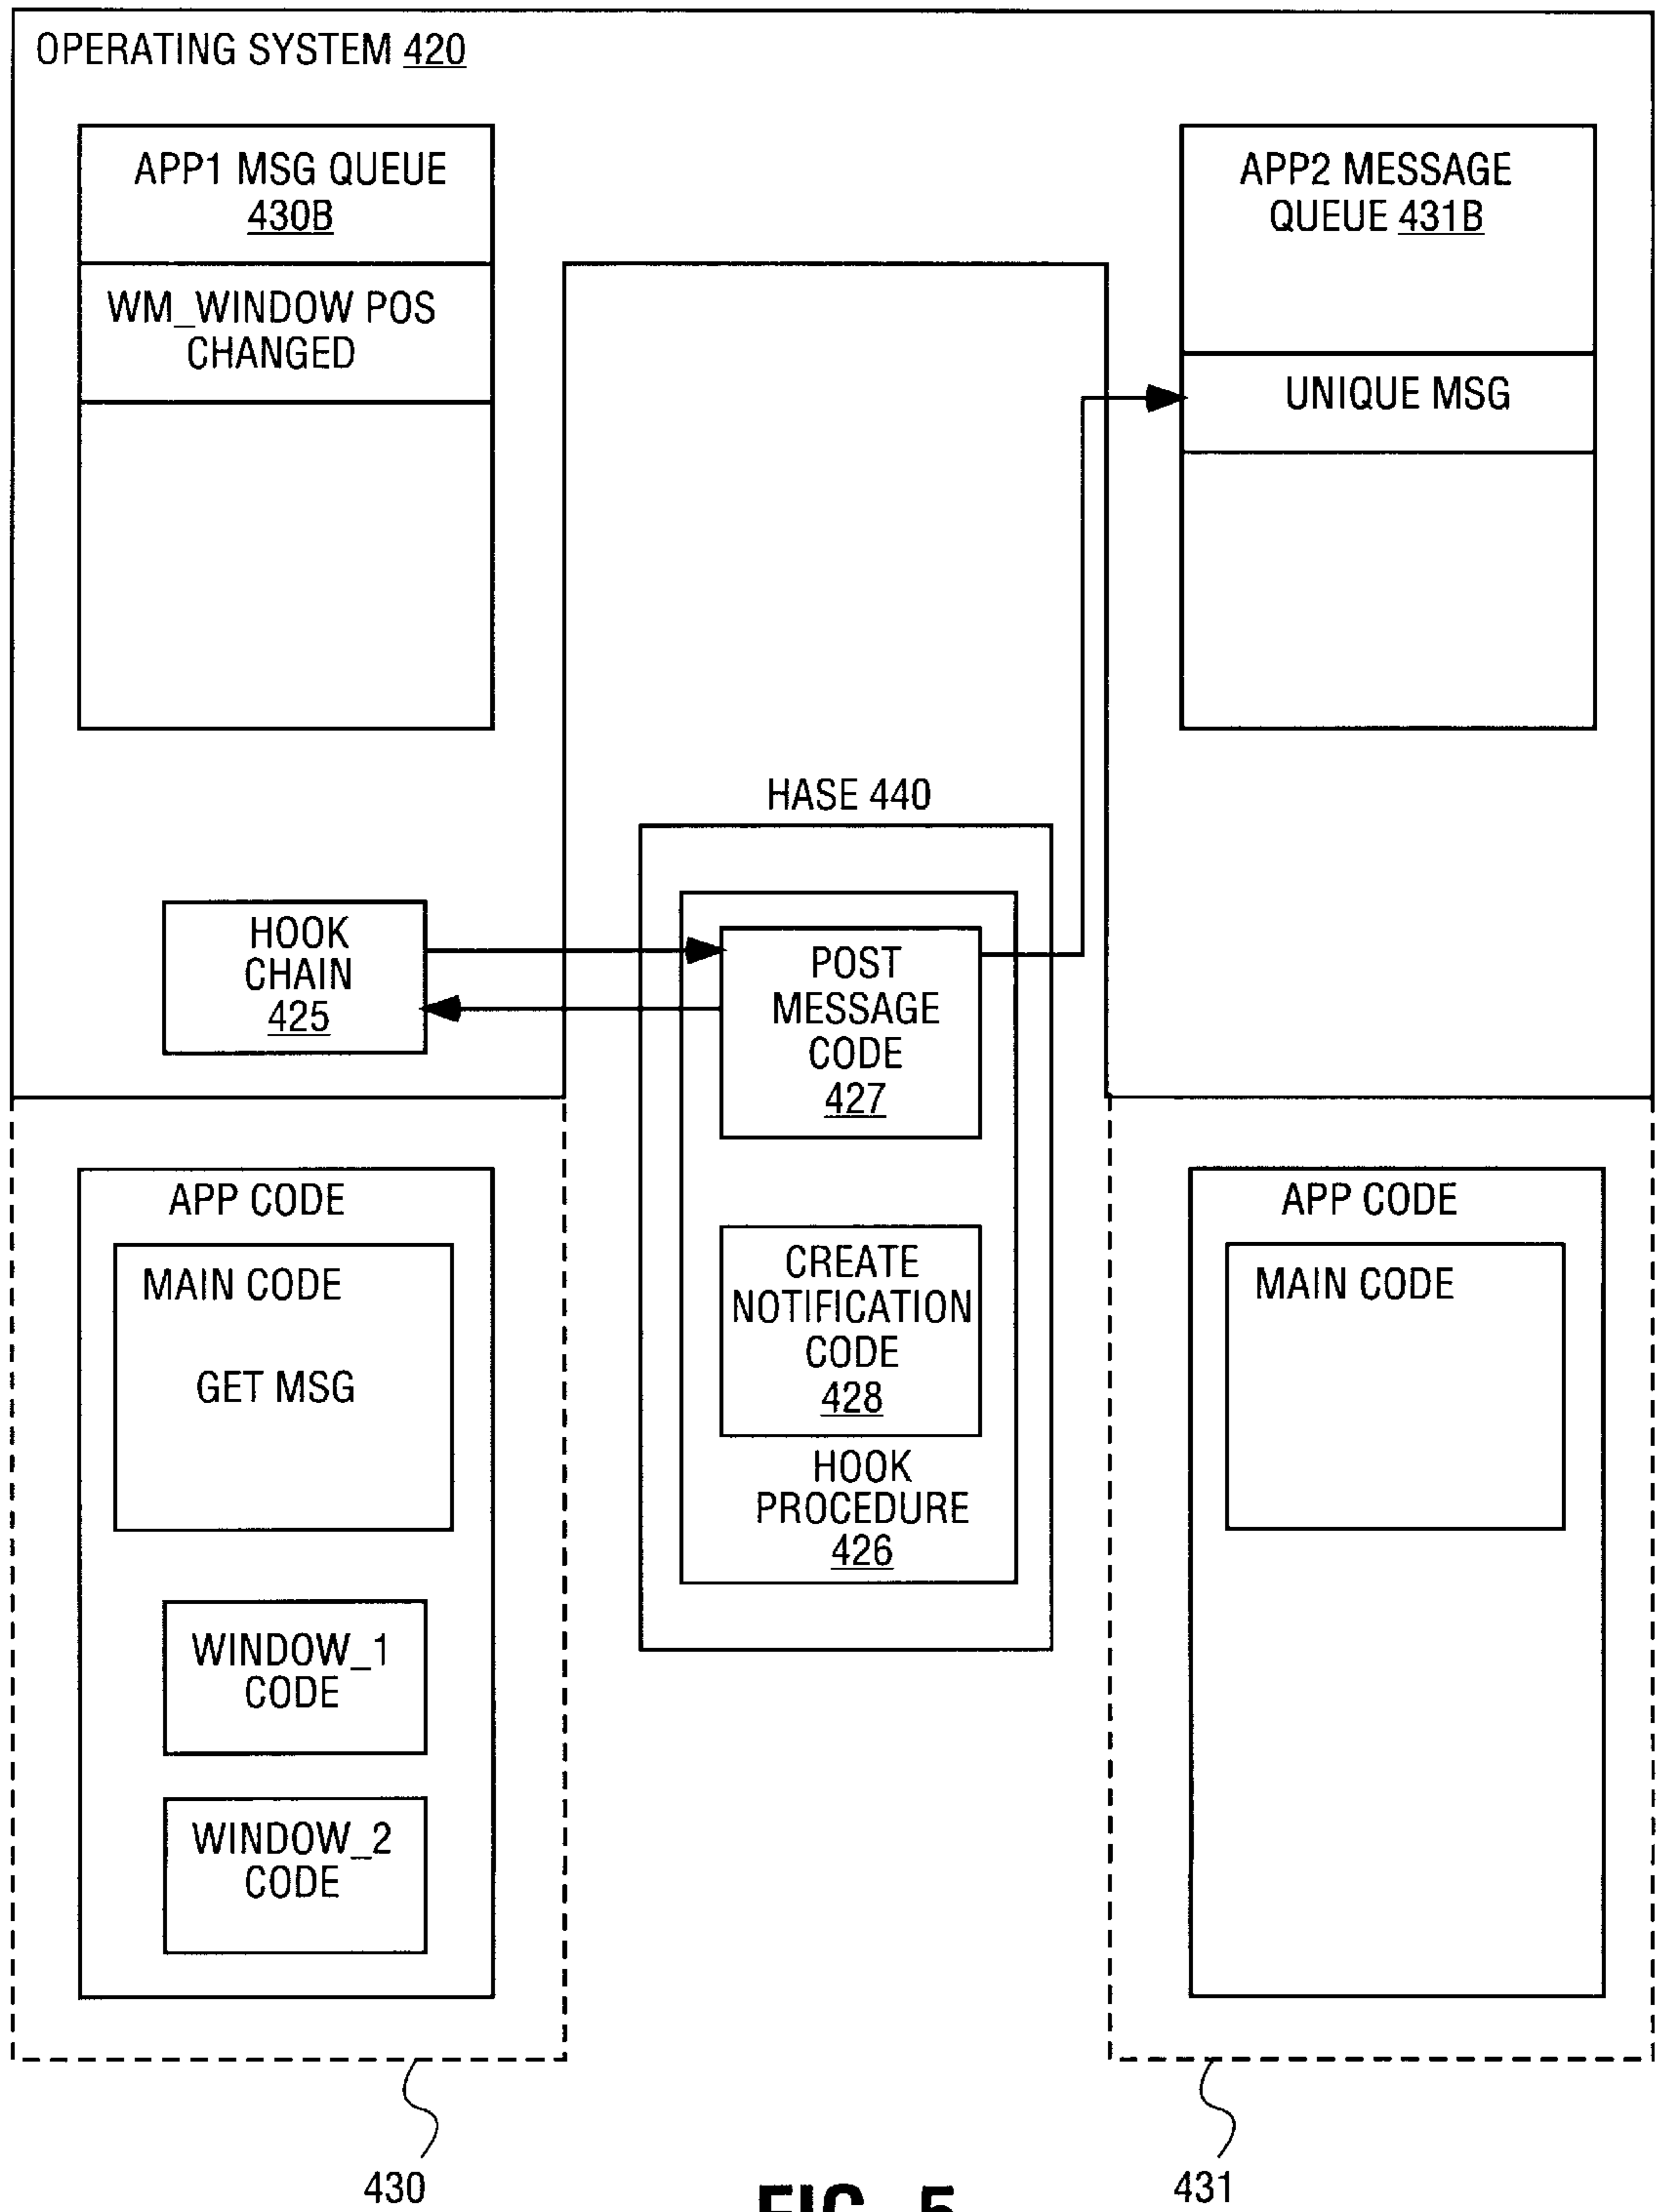 OPERATING SYSTEM 420
APP1 MSG QUEUE
430B
WM_WINDOW POS
CHANGED
APP2 MESSAGE
QUEUE 431B
UNIQUE MSG
HASE 440
HOOK
CHAIN
425
POST
MESSAGE
CODE
427
CREATE
NOTIFICATION
CODE
428
HOOK
PROCEDURE
426
APP CODE
MAIN CODE
GET MSG
WINDOW_1
CODE
WINDOW_2
CODE
APP CODE
MAIN CODE
430
431
FIG. 5